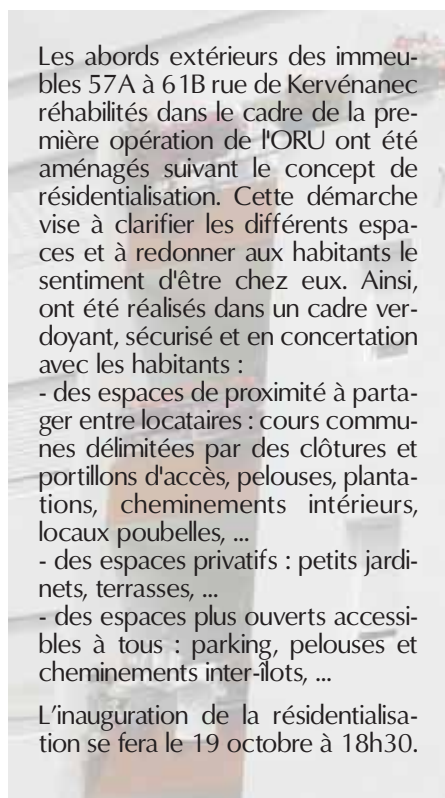 Les abords extérieurs des immeu-
bles 57A à 61B rue de Kervénanec
réhabilités dans le cadre de la pre-
mière opération de l'ORU ont été
aménagés suivant le concept de
résidentialisation. Cette démarche
vise à clarifier les différents espa-
ces et à redonner aux habitants le
sentiment d'être chez eux. Ainsi,
ont été réalisés dans un cadre ver-
doyant, sécurisé et en concertation
avec les habitants :
- des espaces de proximité à parta-
ger entre locataires : cours commu-
nes délimitées par des clôtures et
portillons d'accès, pelouses, planta-
tions, cheminements intérieurs,
locaux poubelles, ...
- des espaces privatifs : petits jardi-
nets, terrasses, ...
- des espaces plus ouverts accessi-
bles à tous : parking, pelouses et
cheminements inter-îlots, ...
L'inauguration de la résidentialisa-
tion se fera le 19 octobre à 18h30.